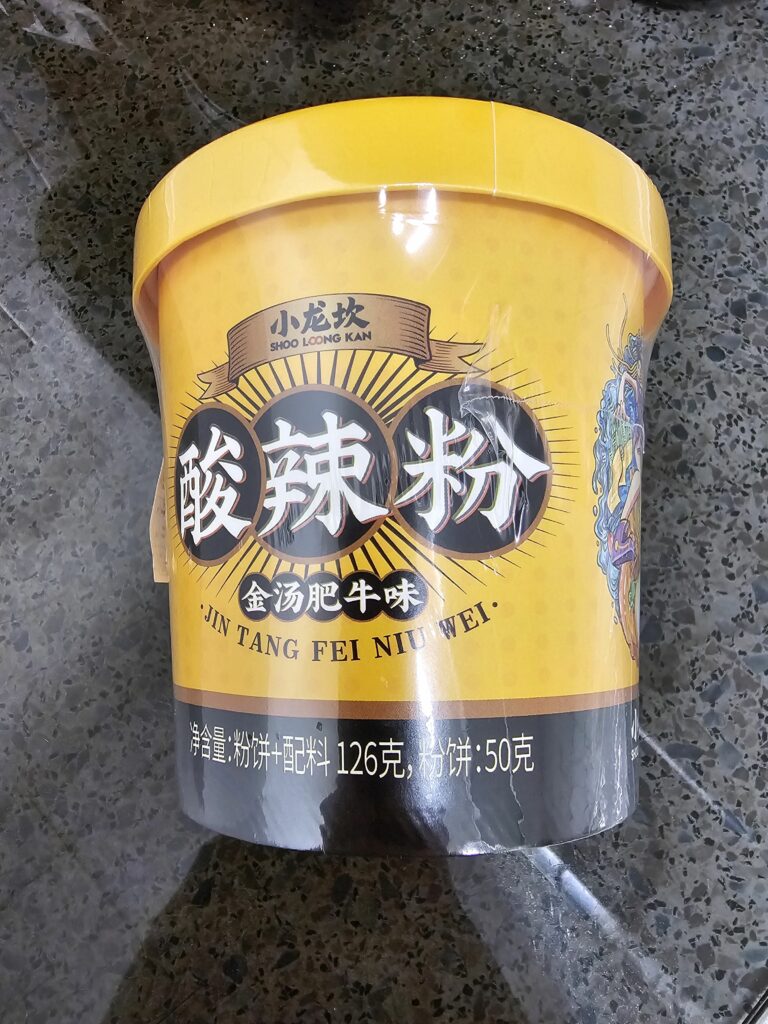 小龙坎
SHOO LOONG KAN
酸辣粉
金汤肥牛味
·JIN TANG FEI NIU WEI·
净含量:粉饼+配料 126克,粉饼:50克